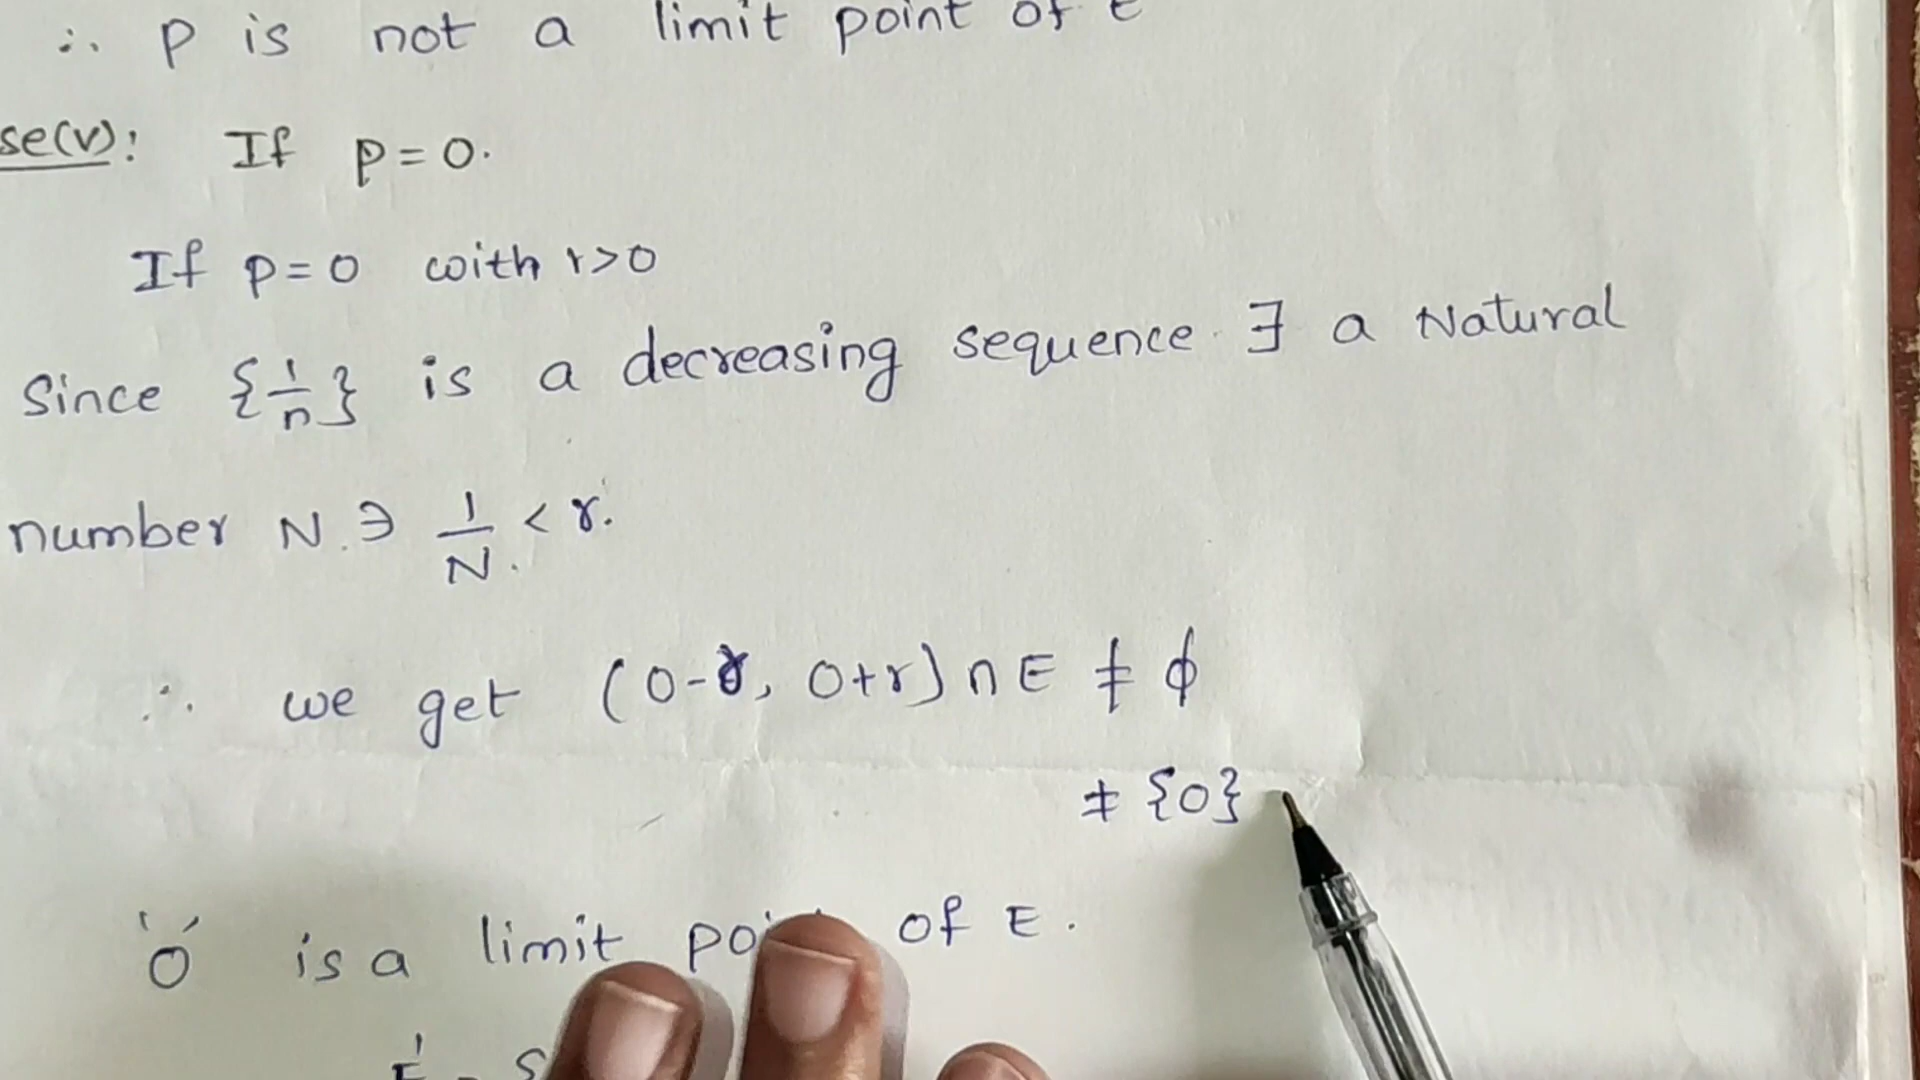 ∴ P is not a limit point of E
se(v): If p=0.
If p=0 with r>0
Since {1/n} is a decreasing sequence ∃ a Natural
number N ∋ 1/N < r.
∴ we get (0-r, 0+r) ∩ E ≠ ϕ
≠ {0}
'0' is a limit of E.